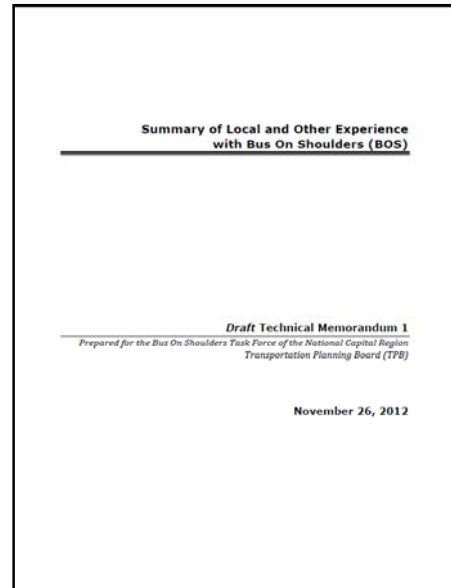 Summary of Local and Other Experience
with Bus On Shoulders (BOS)
Draft Technical Memorandum 1
Prepared for the Bus On Shoulders Task Force of the National Capital Region
Transportation Planning Board (TPB)
November 26, 2012